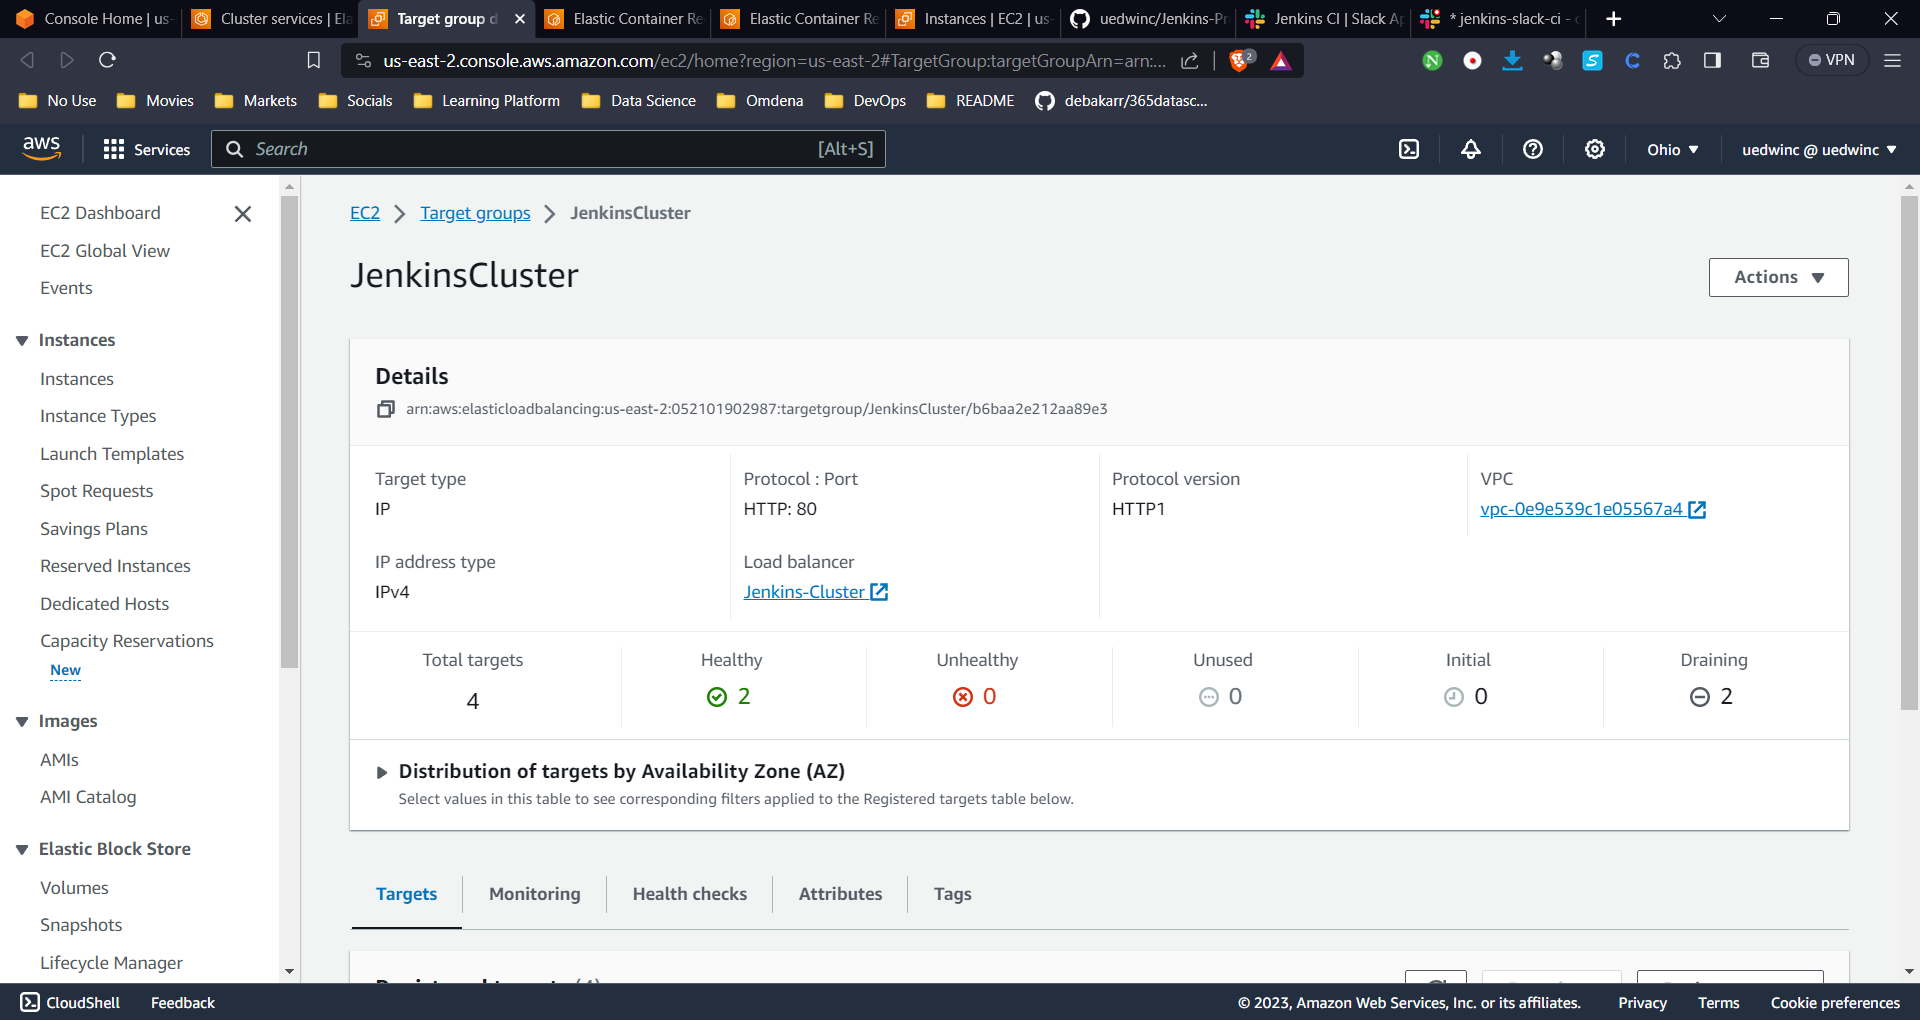 Console Home | us-
Cluster services | Ela
Target group d
Elastic Container Re
Elastic Container Re
Instances | EC2 | us-
uedwinc/Jenkins-Pr
Jenkins CI | Slack Ap
* jenkins-slack-ci - c
us-east-2.console.aws.amazon.com/ec2/home?region=us-east-2#TargetGroup:targetGroupArn=arn:...
2
N
S
C
VPN
No Use
Movies
Markets
Socials
Learning Platform
Data Science
Omdena
DevOps
README
debakarr/365datasc...
aws
Services
Search
[Alt+S]
Ohio
uedwinc @ uedwinc
EC2 Dashboard
EC2 Global View
Events
Instances
Instances
Instance Types
Launch Templates
Spot Requests
Savings Plans
Reserved Instances
Dedicated Hosts
Capacity Reservations
New
Images
AMIs
AMI Catalog
Elastic Block Store
Volumes
Snapshots
Lifecycle Manager
EC2
Target groups
JenkinsCluster
JenkinsCluster
Actions
Details
arn:aws:elasticloadbalancing:us-east-2:052101902987:targetgroup/JenkinsCluster/b6baa2e212aa89e3
Target type
IP
Protocol : Port
HTTP: 80
Protocol version
HTTP1
VPC
vpc-0e9e539c1e05567a4
IP address type
IPv4
Load balancer
Jenkins-Cluster
Total targets
4
Healthy
2
Unhealthy
0
Unused
0
Initial
0
Draining
2
Distribution of targets by Availability Zone (AZ)
Select values in this table to see corresponding filters applied to the Registered targets table below.
Targets
Monitoring
Health checks
Attributes
Tags
CloudShell
Feedback
© 2023, Amazon Web Services, Inc. or its affiliates.
Privacy
Terms
Cookie preferences